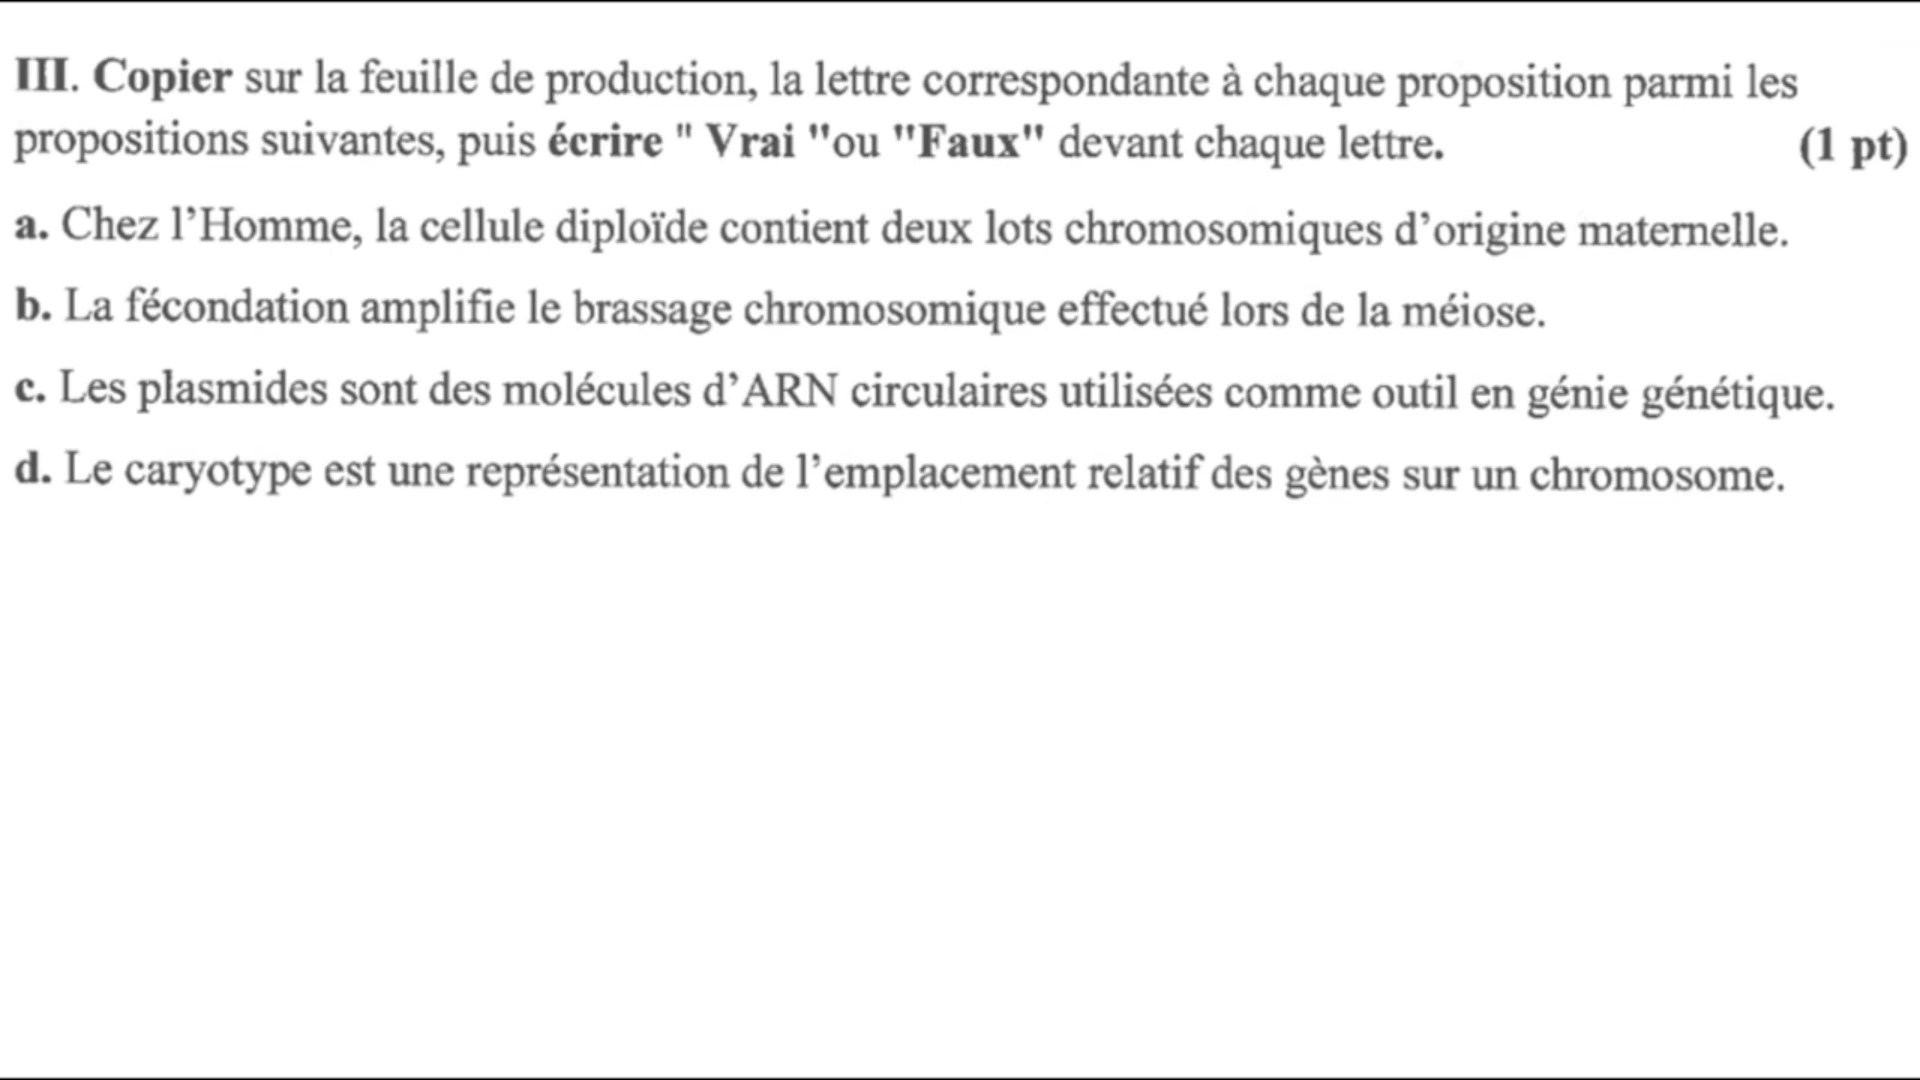 III. Copier sur la feuille de production, la lettre correspondante à chaque proposition parmi les
propositions suivantes, puis écrire " Vrai "ou "Faux" devant chaque lettre. (1 pt)
a. Chez l’Homme, la cellule diploïde contient deux lots chromosomiques d’origine maternelle.
b. La fécondation amplifie le brassage chromosomique effectué lors de la méiose.
c. Les plasmides sont des molécules d’ARN circulaires utilisées comme outil en génie génétique.
d. Le caryotype est une représentation de l’emplacement relatif des gènes sur un chromosome.